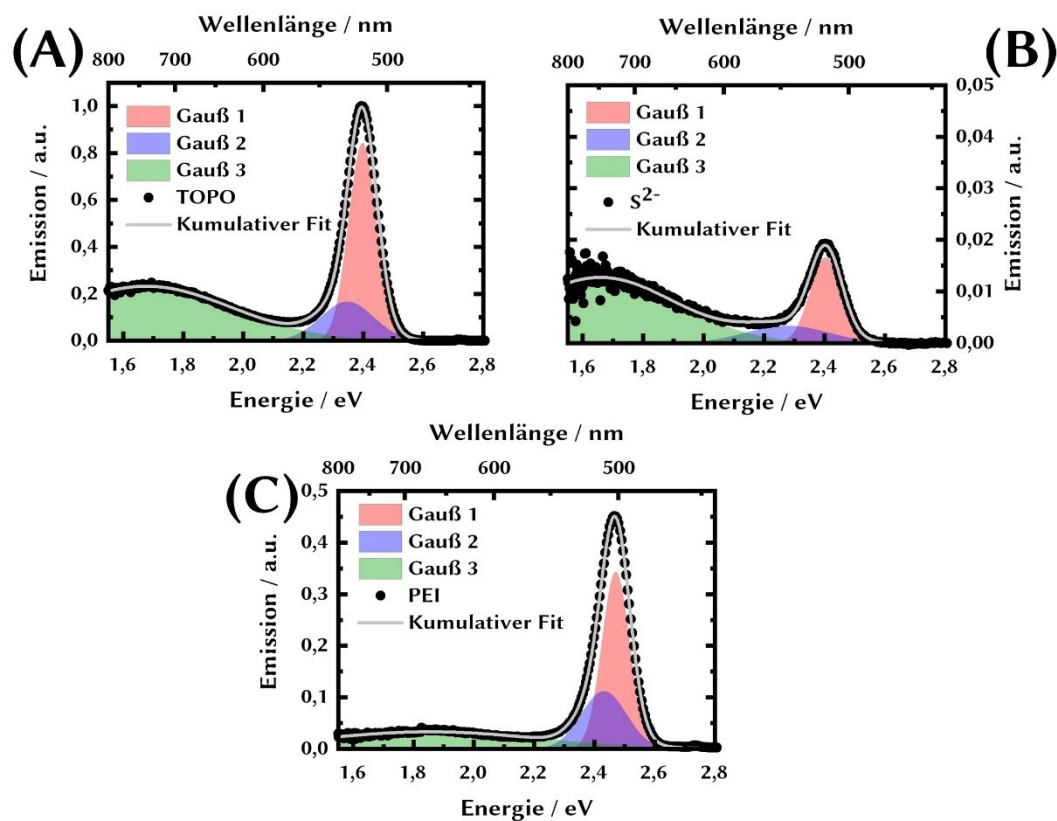 (A)
Wellenlänge / nm
800 700 600 500
Emission / a.u.
1,0
0,8
0,6
0,4
0,2
0,0
Gauß 1
Gauß 2
Gauß 3
TOPO
Kumulativer Fit
1,6 1,8 2,0 2,2 2,4 2,6 2,8
Energie / eV
(B)
Wellenlänge / nm
800 700 600 500
Gauß 1
Gauß 2
Gauß 3
S²⁻
Kumulativer Fit
0,05
0,04
0,03
0,02
0,01
0,00
Emission / a.u.
1,6 1,8 2,0 2,2 2,4 2,6 2,8
Energie / eV
(C)
Wellenlänge / nm
800 700 600 500
Emission / a.u.
0,5
0,4
0,3
0,2
0,1
0,0
Gauß 1
Gauß 2
Gauß 3
PEI
Kumulativer Fit
1,6 1,8 2,0 2,2 2,4 2,6 2,8
Energie / eV